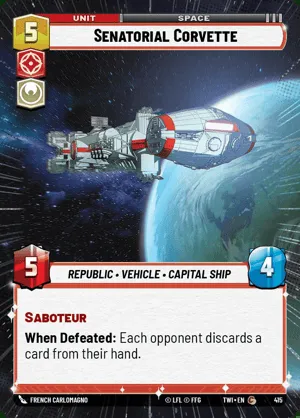 UNIT SPACE
5 SENATORIAL CORVETTE
5 REPUBLIC • VEHICLE • CAPITAL SHIP 4
SABOTEUR
When Defeated: Each opponent discards
a card from their hand.
FRENCH CARLOMAGNO © LFL © FFG TWI • EN C 415